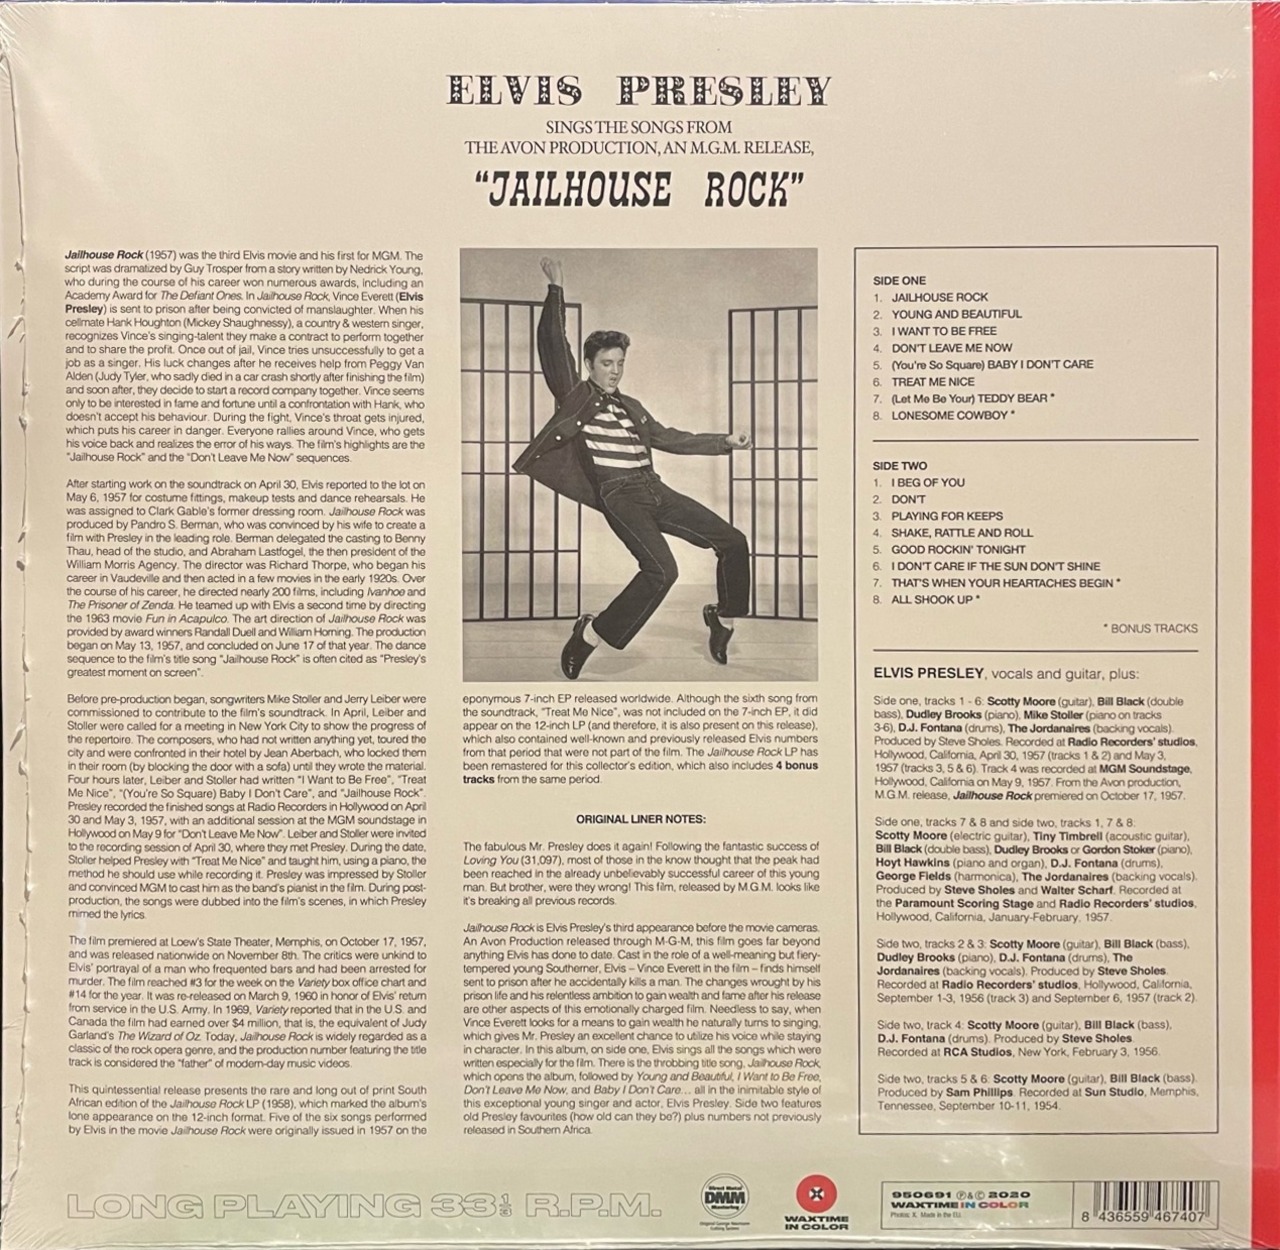 ELVIS PRESLEY
SINGS THE SONGS FROM
THE AVON PRODUCTION, AN M.G.M. RELEASE,
“JAILHOUSE ROCK”
Jailhouse Rock (1957) was the third Elvis movie and his first for MGM. The
script was dramatized by Guy Trosper from a story written by Nedrick Young,
who during the course of his career won numerous awards, including an
Academy Award for The Defiant Ones. In Jailhouse Rock, Vince Everett (Elvis
Presley) is sent to prison after being convicted of manslaughter. When his
cellmate Hank Houghton (Mickey Shaughnessy), a country & western singer,
recognizes Vince's singing-talent they make a contract to perform together
and to share the profit. Once out of jail, Vince tries unsuccessfully to get a
job as a singer. His luck changes after he receives help from Peggy Van
Alden (Judy Tyler, who sadly died in a car crash shortly after finishing the film)
and soon after, they decide to start a record company together. Vince seems
only to be interested in fame and fortune until a confrontation with Hank, who
doesn't accept his behaviour. During the fight, Vince's throat gets injured,
which puts his career in danger. Everyone rallies around Vince, who gets
his voice back and realizes the error of his ways. The film's highlights are the
“Jailhouse Rock” and the “Don't Leave Me Now” sequences.
After starting work on the soundtrack on April 30, Elvis reported to the lot on
May 6, 1957 for costume fittings, makeup tests and dance rehearsals. He
was assigned to Clark Gable's former dressing room. Jailhouse Rock was
produced by Pandro S. Berman, who was convinced by his wife to create a
film with Presley in the leading role. Berman delegated the casting to Benny
Thau, head of the studio, and Abraham Lastfogel, the then president of the
William Morris Agency. The director was Richard Thorpe, who began his
career in Vaudeville and then acted in a few movies in the early 1920s. Over
the course of his career, he directed nearly 200 films, including Ivanhoe and
The Prisoner of Zenda. He teamed up with Elvis a second time by directing
the 1963 movie Fun in Acapulco. The art direction of Jailhouse Rock was
provided by award winners Randall Duell and William Horning. The production
began on May 13, 1957, and concluded on June 17 of that year. The dance
sequence to the film's title song “Jailhouse Rock” is often cited as “Presley's
greatest moment on screen”.
Before pre-production began, songwriters Mike Stoller and Jerry Leiber were
commissioned to contribute to the film's soundtrack. In April, Leiber and
Stoller were called for a meeting in New York City to show the progress of
the repertoire. The composers, who had not written anything yet, toured the
city and were confronted in their hotel by Jean Aberbach, who locked them
in their room (by blocking the door with a sofa) until they wrote the material.
Four hours later, Leiber and Stoller had written “I Want to Be Free”, “Treat
Me Nice”, “(You're So Square) Baby I Don't Care”, and “Jailhouse Rock”.
Presley recorded the finished songs at Radio Recorders in Hollywood on April
30 and May 3, 1957, with an additional session at the MGM soundstage in
Hollywood on May 9 for “Don't Leave Me Now”. Leiber and Stoller were invited
to the recording session of April 30, where they met Presley. During the date,
Stoller helped Presley with “Treat Me Nice” and taught him, using a piano, the
method he should use while recording it. Presley was impressed by Stoller
and convinced MGM to cast him as the band's pianist in the film. During post-
production, the songs were dubbed into the film's scenes, in which Presley
mimed the lyrics.
The film premiered at Loew's State Theater, Memphis, on October 17, 1957,
and was released nationwide on November 8th. The critics were unkind to
Elvis' portrayal of a man who frequented bars and had been arrested for
murder. The film reached #3 for the week on the Variety box office chart and
#14 for the year. It was re-released on March 9, 1960 in honor of Elvis' return
from service in the U.S. Army. In 1969, Variety reported that in the U.S. and
Canada the film had earned over $4 million, that is, the equivalent of Judy
Garland's The Wizard of Oz. Today, Jailhouse Rock is widely regarded as a
classic of the rock opera genre, and the production number featuring the title
track is considered the “father” of modern-day music videos.
This quintessential release presents the rare and long out of print South
African edition of the Jailhouse Rock LP (1958), which marked the album's
lone appearance on the 12-inch format. Five of the six songs performed
by Elvis in the movie Jailhouse Rock were originally issued in 1957 on the
eponymous 7-inch EP released worldwide. Although the sixth song from
the soundtrack, “Treat Me Nice”, was not included on the 7-inch EP, it did
appear on the 12-inch LP (and therefore, it is also present on this release),
which also contained well-known and previously released Elvis numbers
from that period that were not part of the film. The Jailhouse Rock LP has
been remastered for this collector's edition, which also includes 4 bonus
tracks from the same period.
ORIGINAL LINER NOTES:
The fabulous Mr. Presley does it again! Following the fantastic success of
Loving You (31,097), most of those in the know thought that the peak had
been reached in the already unbelievably successful career of this young
man. But brother, were they wrong! This film, released by M.G.M. looks like
it's breaking all previous records.
Jailhouse Rock is Elvis Presley's third appearance before the movie cameras.
An Avon Production released through M-G-M, this film goes far beyond
anything Elvis has done to date. Cast in the role of a well-meaning but fiery-
tempered young Southerner, Elvis – Vince Everett in the film – finds himself
sent to prison after he accidentally kills a man. The changes wrought by his
prison life and his relentless ambition to gain wealth and fame after his release
are other aspects of this emotionally charged film. Needless to say, when
Vince Everett looks for a means to gain wealth he naturally turns to singing,
which gives Mr. Presley an excellent chance to utilize his voice while staying
in character. In this album, on side one, Elvis sings all the songs which were
written especially for the film. There is the throbbing title song, Jailhouse Rock,
which opens the album, followed by Young and Beautiful, I Want to Be Free,
Don't Leave Me Now, and Baby I Don't Care... all in the inimitable style of
this exceptional young singer and actor, Elvis Presley. Side two features
old Presley favourites (how old can they be?) plus numbers not previously
released in Southern Africa.
SIDE ONE
1. JAILHOUSE ROCK
2. YOUNG AND BEAUTIFUL
3. I WANT TO BE FREE
4. DON'T LEAVE ME NOW
5. (You're So Square) BABY I DON'T CARE
6. TREAT ME NICE
7. (Let Me Be Your) TEDDY BEAR *
8. LONESOME COWBOY *
SIDE TWO
1. I BEG OF YOU
2. DON'T
3. PLAYING FOR KEEPS
4. SHAKE, RATTLE AND ROLL
5. GOOD ROCKIN' TONIGHT
6. I DON'T CARE IF THE SUN DON'T SHINE
7. THAT'S WHEN YOUR HEARTACHES BEGIN *
8. ALL SHOOK UP *
* BONUS TRACKS
ELVIS PRESLEY, vocals and guitar, plus:
Side one, tracks 1 - 6: Scotty Moore (guitar), Bill Black (double
bass), Dudley Brooks (piano), Mike Stoller (piano on tracks
3-6), D.J. Fontana (drums), The Jordanaires (backing vocals).
Produced by Steve Sholes. Recorded at Radio Recorders' studios,
Hollywood, California, April 30, 1957 (tracks 1 & 2) and May 3,
1957 (tracks 3, 5 & 6). Track 4 was recorded at MGM Soundstage,
Hollywood, California on May 9, 1957. From the Avon production,
M.G.M. release, Jailhouse Rock premiered on October 17, 1957.
Side one, tracks 7 & 8 and side two, tracks 1, 7 & 8:
Scotty Moore (electric guitar), Tiny Timbrell (acoustic guitar),
Bill Black (double bass), Dudley Brooks or Gordon Stoker (piano),
Hoyt Hawkins (piano and organ), D.J. Fontana (drums),
George Fields (harmonica), The Jordanaires (backing vocals).
Produced by Steve Sholes and Walter Scharf. Recorded at
the Paramount Scoring Stage and Radio Recorders' studios,
Hollywood, California, January-February, 1957.
Side two, tracks 2 & 3: Scotty Moore (guitar), Bill Black (bass),
Dudley Brooks (piano), D.J. Fontana (drums), The
Jordanaires (backing vocals). Produced by Steve Sholes.
Recorded at Radio Recorders' studios, Hollywood, California,
September 1-3, 1956 (track 3) and September 6, 1957 (track 2).
Side two, track 4: Scotty Moore (guitar), Bill Black (bass),
D.J. Fontana (drums). Produced by Steve Sholes.
Recorded at RCA Studios, New York, February 3, 1956.
Side two, tracks 5 & 6: Scotty Moore (guitar), Bill Black (bass).
Produced by Sam Phillips. Recorded at Sun Studio, Memphis,
Tennessee, September 10-11, 1954.
LONG PLAYING 33⅓ R.P.M.
Direct Metal
DMM
Mastering
WAXTIME
IN COLOR
950691 ℗&© 2020
WAXTIME IN COLOR
Made in the EU.
8 436559 467407